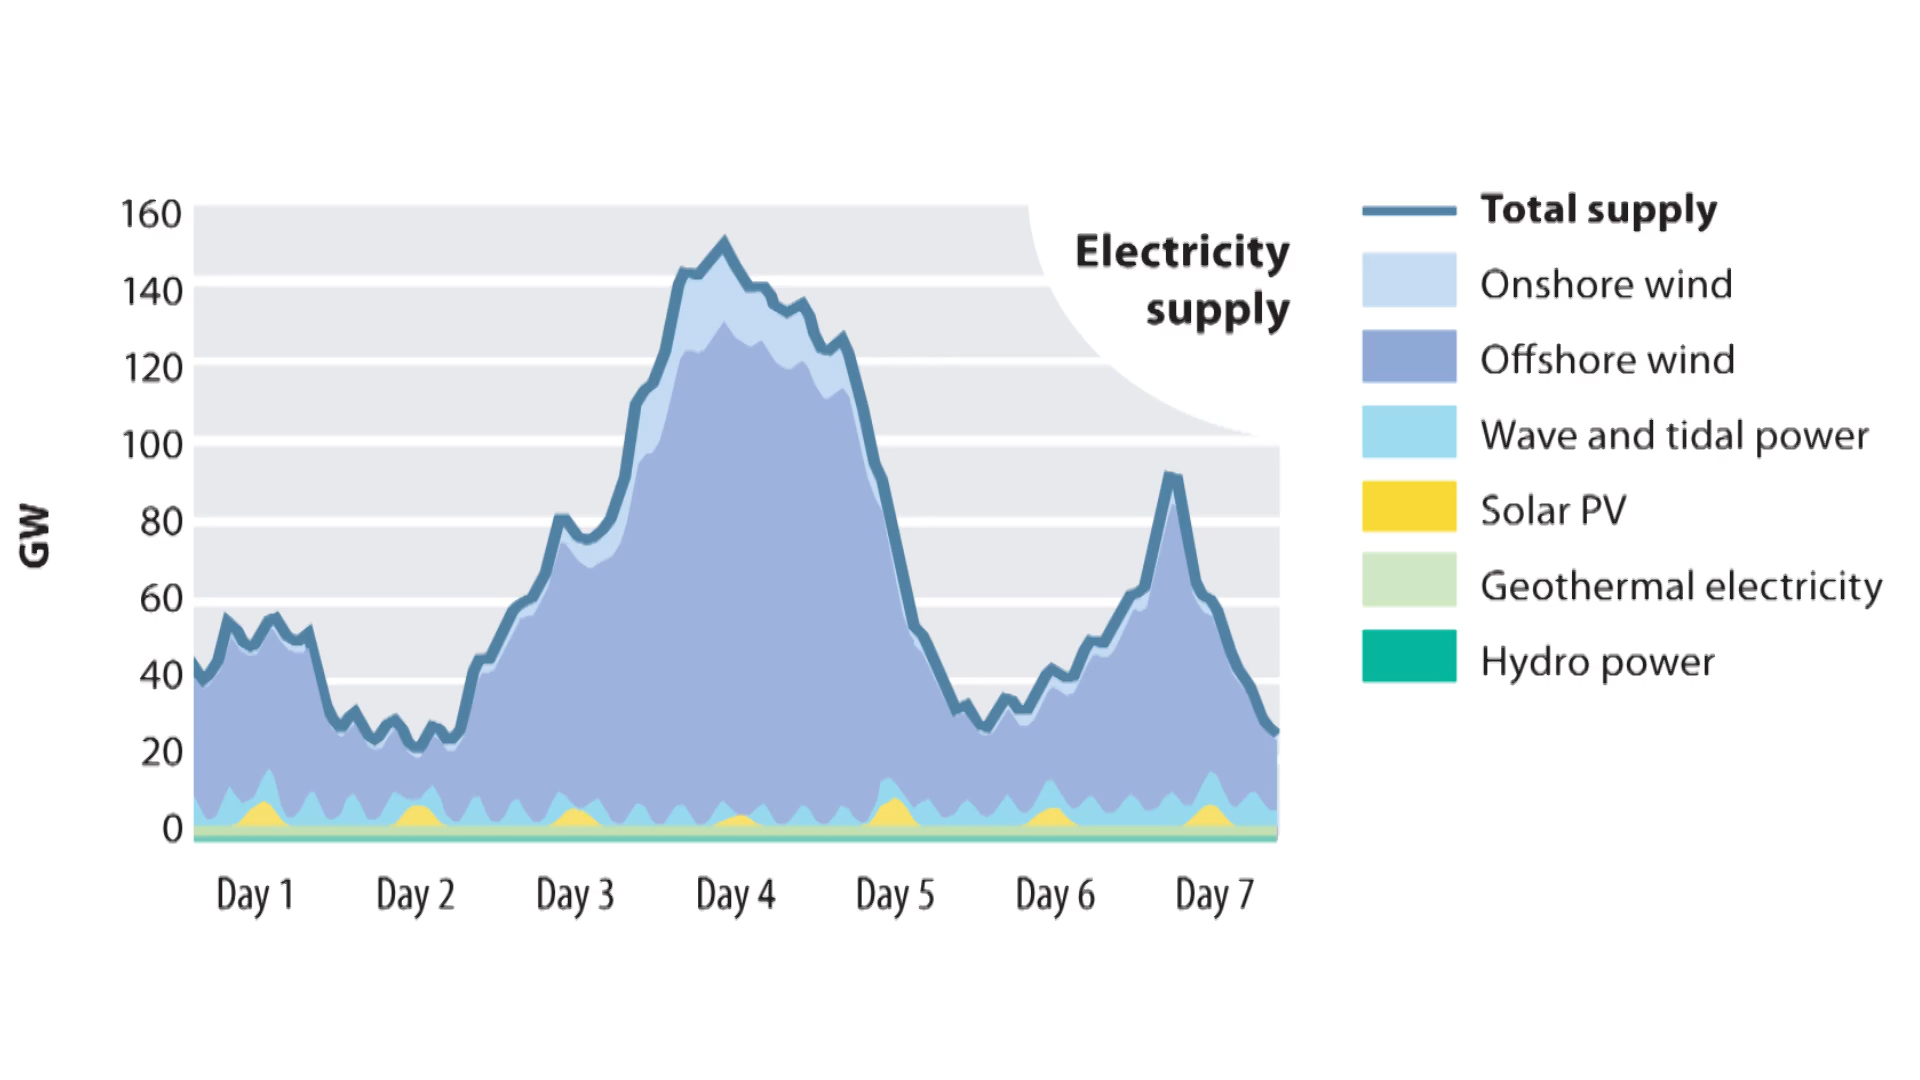 160
140
120
100
80
60
40
20
0
GW
Electricity
supply
Day 1
Day 2
Day 3
Day 4
Day 5
Day 6
Day 7
Total supply
Onshore wind
Offshore wind
Wave and tidal power
Solar PV
Geothermal electricity
Hydro power